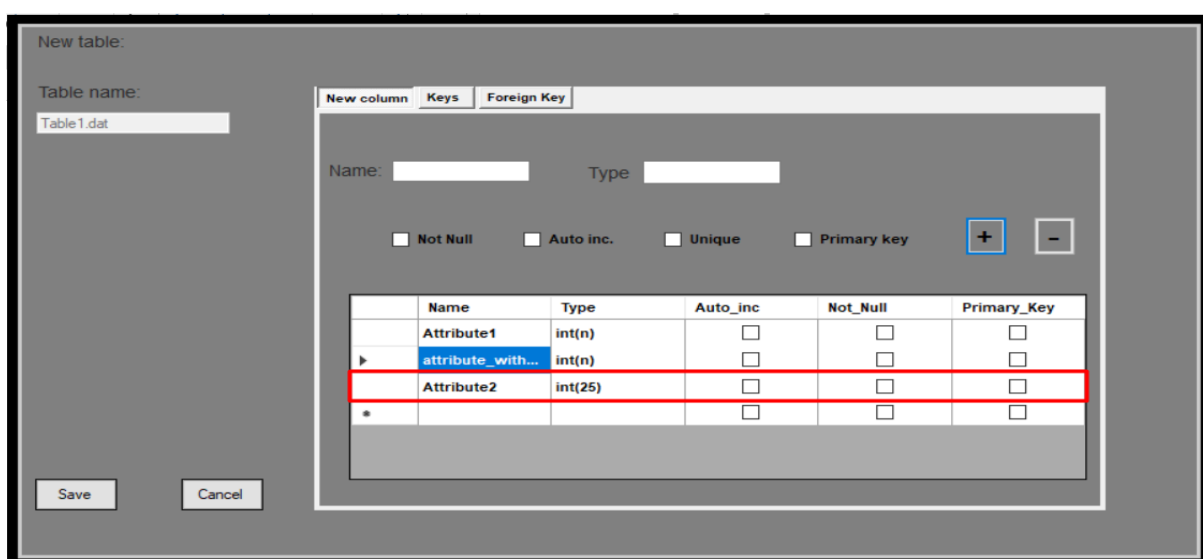 New table:
Table name:
Table1.dat
New column Keys Foreign Key
Name: Type
Not Null Auto inc. Unique Primary key + -
Name Type Auto_inc Not_Null Primary_Key
Attribute1 int(n)
attribute_with... int(n)
Attribute2 int(25)
Save Cancel